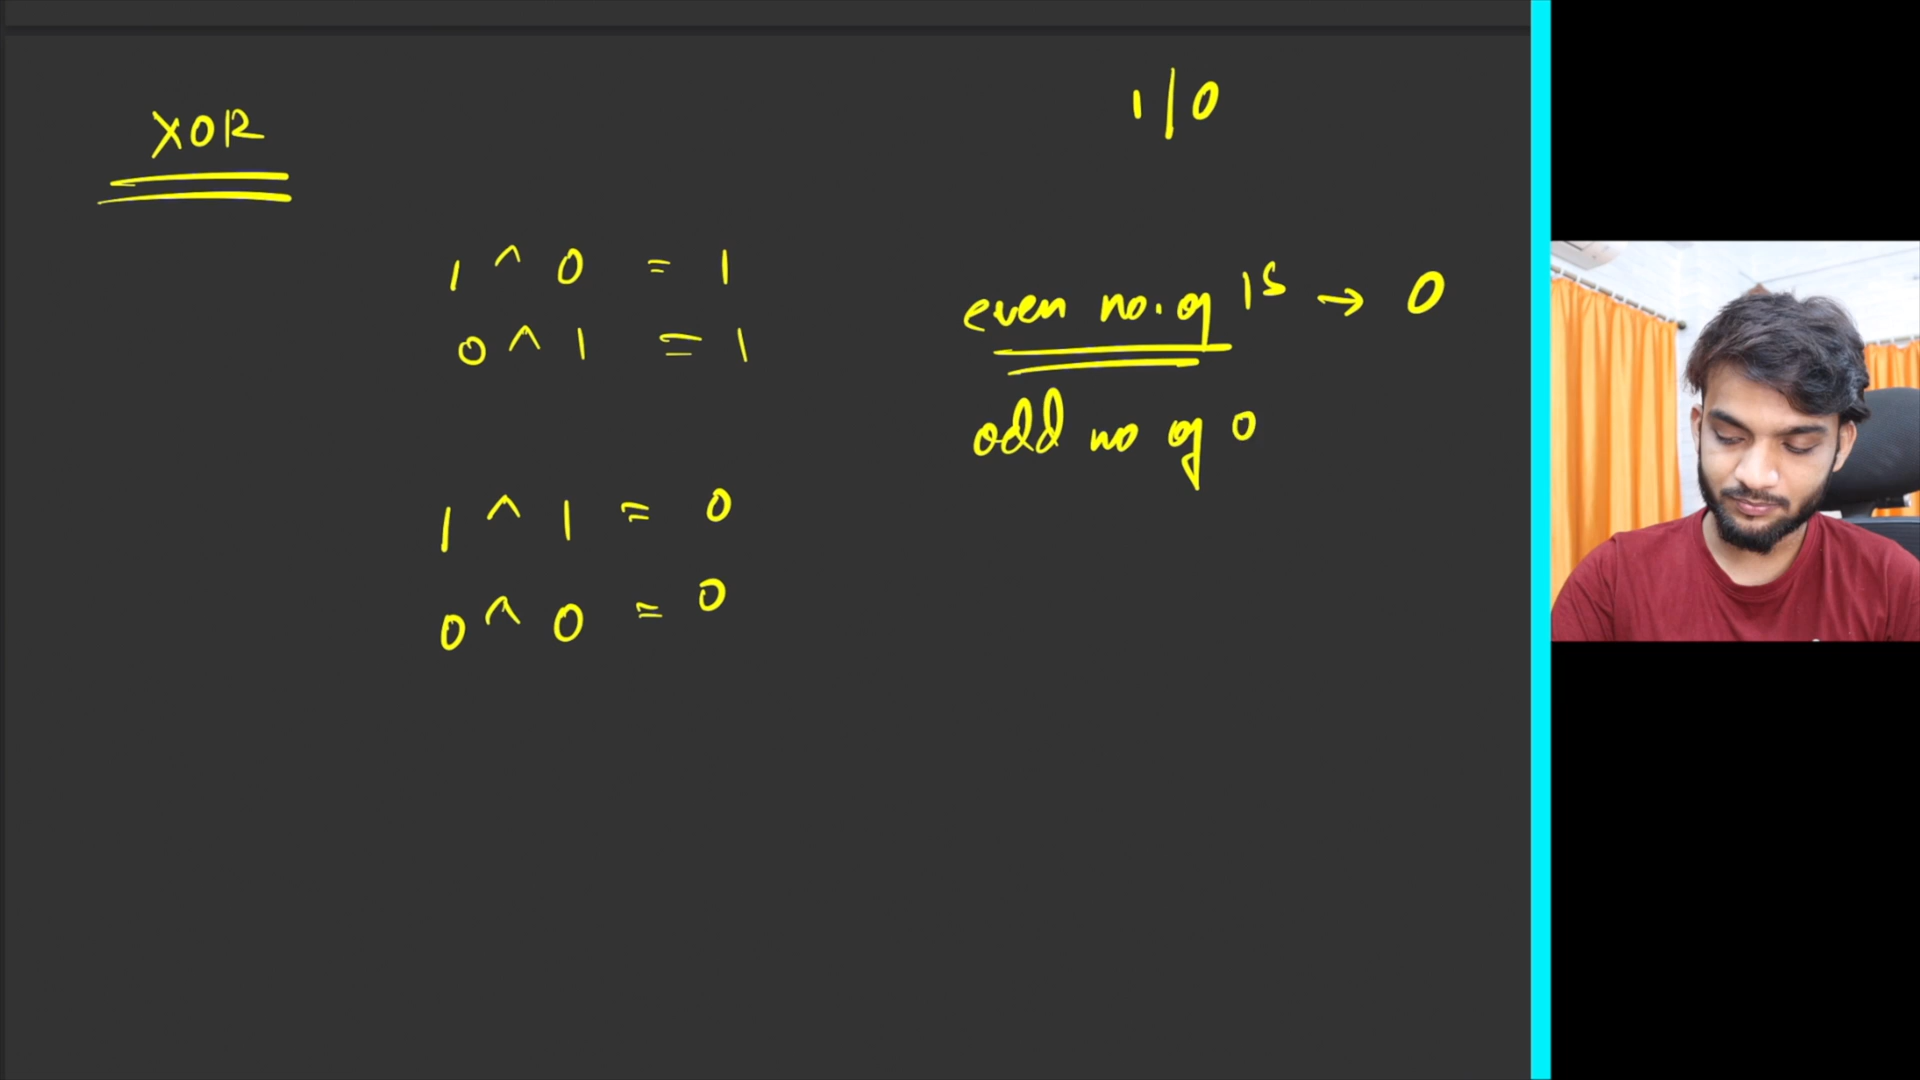 XOR
1 | 0
1 ^ 0 = 1
0 ^ 1 = 1
even no. of 1s → 0
odd no of 0
1 ^ 1 = 0
0 ^ 0 = 0